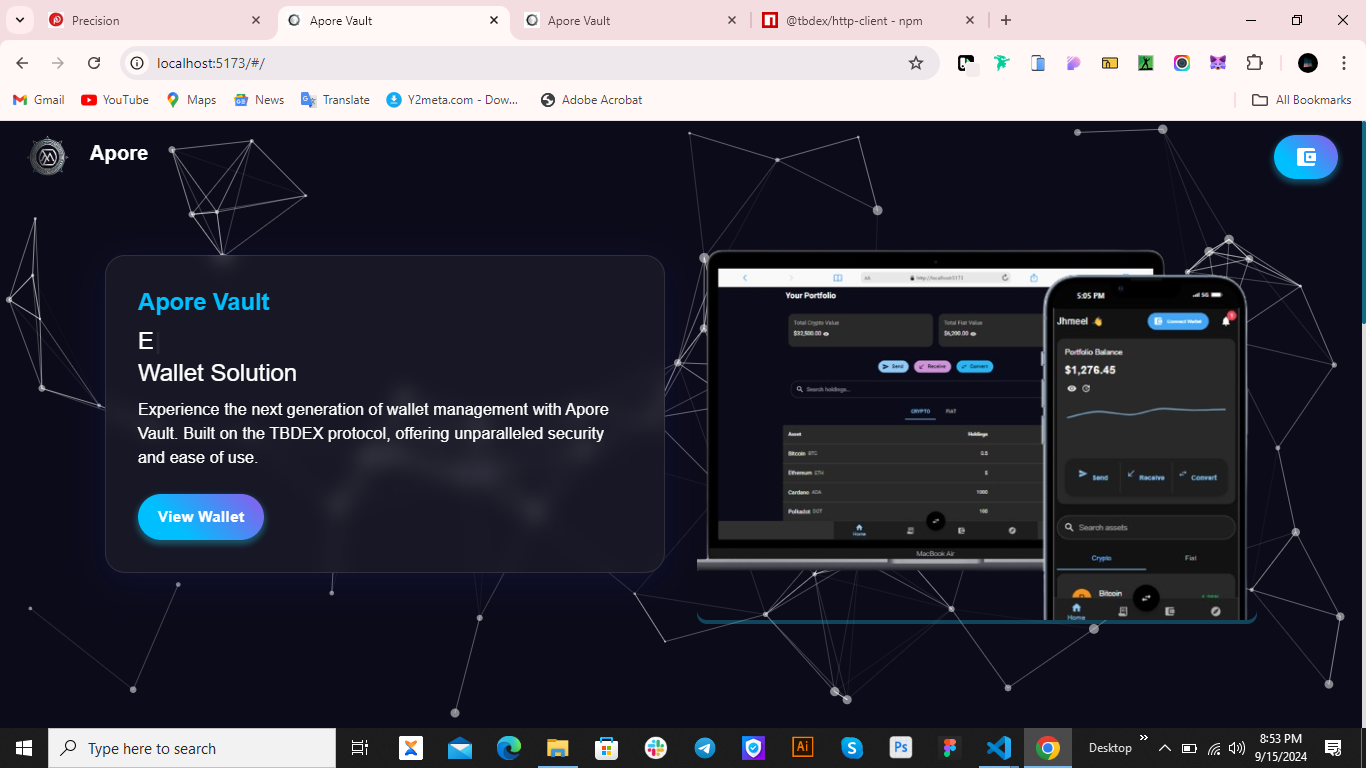 Precision
Apore Vault
Apore Vault
@tbdex/http-client - npm
localhost:5173/#/
Gmail
YouTube
Maps
News
Translate
Y2meta.com - Dow...
Adobe Acrobat
All Bookmarks
Apore
Apore Vault
E
Wallet Solution
Experience the next generation of wallet management with Apore
Vault. Built on the TBDEX protocol, offering unparalleled security
and ease of use.
View Wallet
http://localhost:5173
Your Portfolio
Total Crypto Value
$32,500.00
Total Fiat Value
$6,200.00
Send
Receive
Convert
Search holdings...
CRYPTO
FIAT
Asset
Holdings
Bitcoin BTC
0.5
Ethereum ETH
5
Cardano ADA
1000
Polkadot DOT
100
Home
MacBook Air
5:05 PM
5G
Jhmeel
Connect Wallet
Portfolio Balance
$1,276.45
Send
Receive
Convert
Search assets
Crypto
Fiat
Bitcoin
Home
Type here to search
Desktop
8:53 PM
9/15/2024